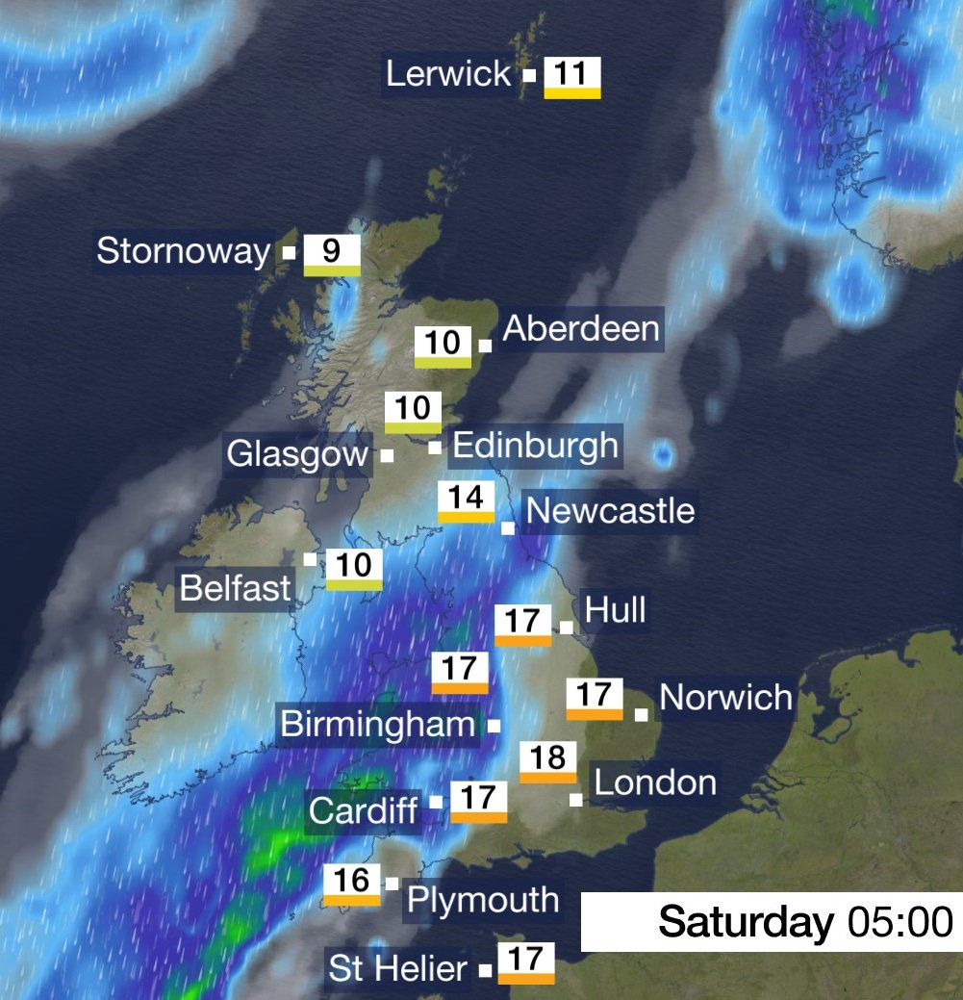 Lerwick 11
Stornoway 9
Aberdeen
10
10
Glasgow
Edinburgh
14
Newcastle
10
Belfast
Hull
17
17
17
Norwich
Birmingham
18
London
Cardiff
17
16
Plymouth
17
St Helier
Saturday 05:00